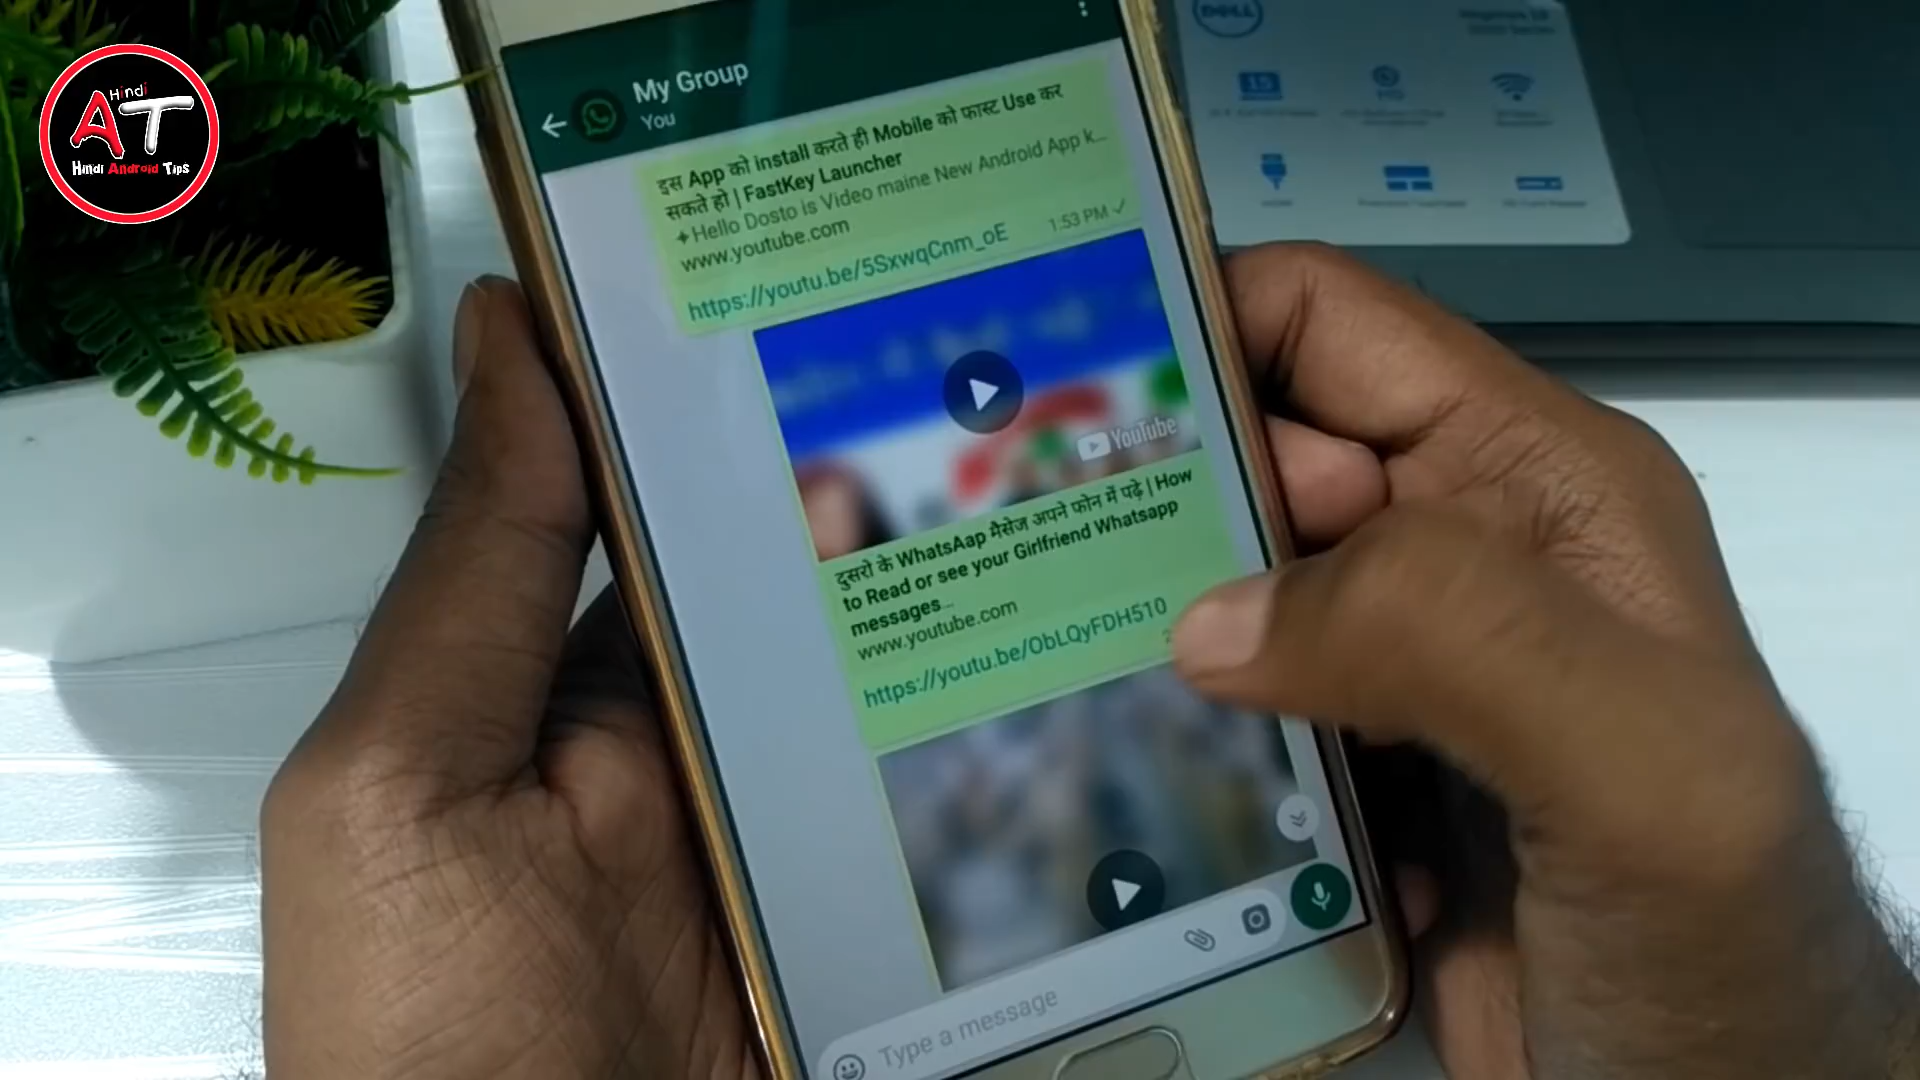 Hindi
AT
Hindi Android Tips
DELL
My Group
You
इस App को install करते ही Mobile को फास्ट Use कर
सकते हो | FastKey Launcher
✦Hello Dosto is Video maine New Android App k...
www.youtube.com
https://youtu.be/5SxwqCnm_oE
1:53 PM ✓
YouTube
दुसरो के WhatsAap मैसेज अपने फोन में पढ़े | How
to Read or see your Girlfriend Whatsapp
messages...
www.youtube.com
https://youtu.be/ObLQyFDH510
Type a message